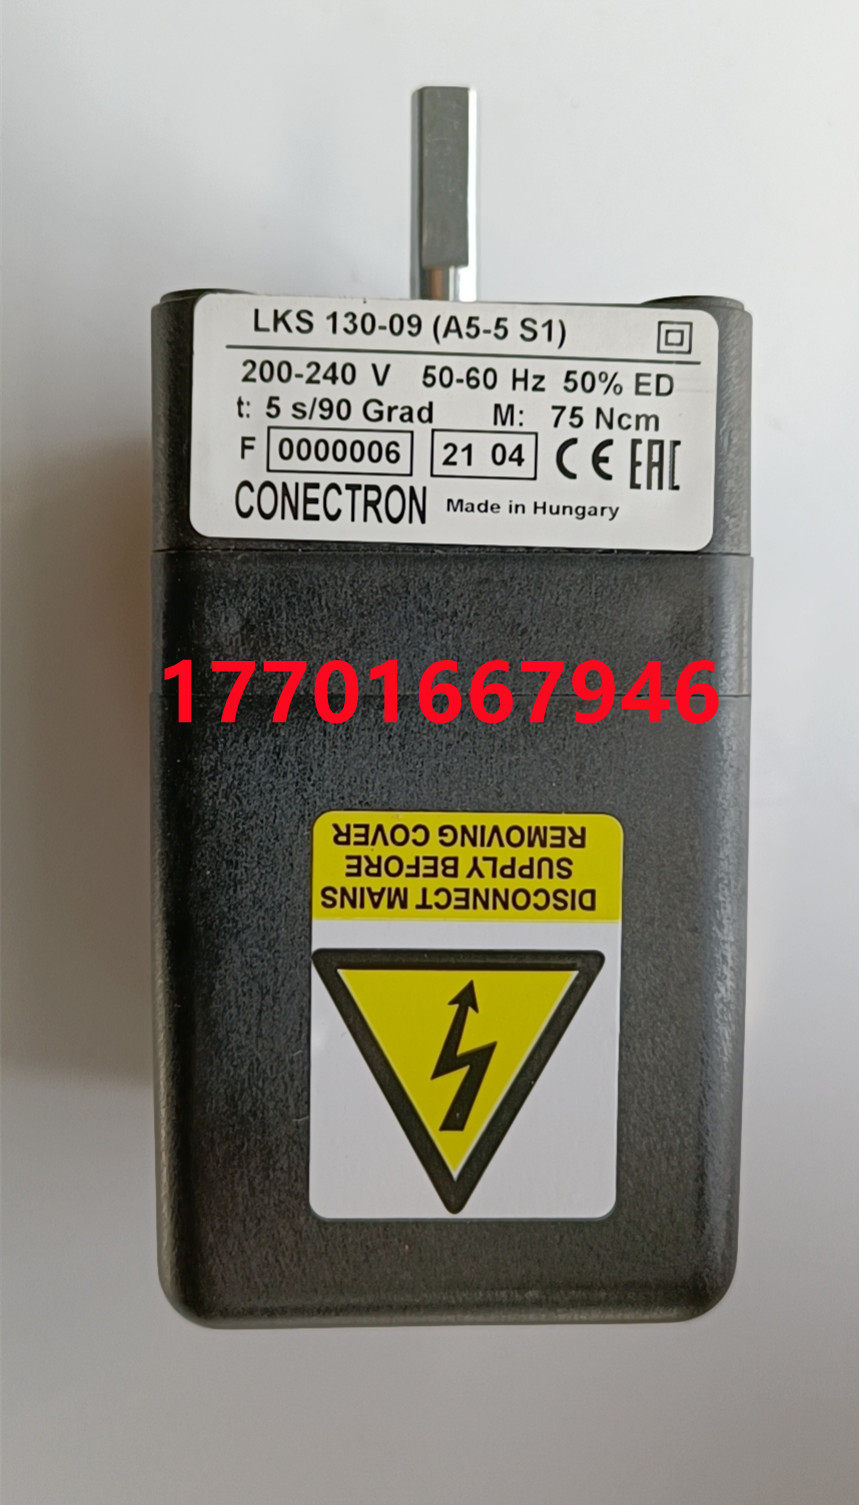 LKS 130-09 (A5-5 S1)
200-240 V 50-60 Hz 50% ED
t: 5 s/90 Grad M: 75 Ncm
F 0000006 21 04 CE EAC
CONECTRON Made in Hungary
17701667946
DISCONNECT MAINS
SUPPLY BEFORE
REMOVING COVER